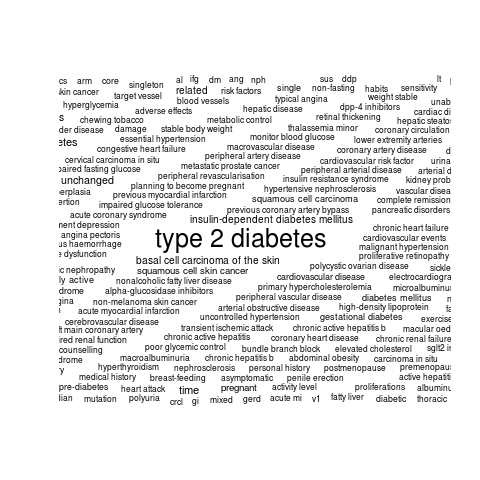 cs arm core singleton al ifg dm ang nph sus ddp lt
skin cancer target vessel related risk factors single non-fasting habits sensitivity
hyperglycemia blood vessels typical angina weight stable unab
adverse effects hepatic disease dpp-4 inhibitors cardiac di
s chewing tobacco metabolic control retinal thickening hepatic steato
der disease damage stable body weight thalassemia minor coronary circulation
etes essential hypertension monitor blood glucose lower extremity arteries
congestive heart failure macrovascular disease coronary artery disease d
cervical carcinoma in situ peripheral artery disease cardiovascular risk factor urina
paired fasting glucose metastatic prostate cancer peripheral arterial disease arterial d
unchanged peripheral revascularisation insulin resistance syndrome kidney prob
erplasia planning to become pregnant hypertensive nephrosclerosis vascular disea
ertion previous myocardial infarction squamous cell carcinoma complete remission
impaired glucose tolerance previous coronary artery bypass pancreatic disorders
acute coronary syndrome insulin-dependent diabetes mellitus
ment depression chronic heart failure
angina pectoris type 2 diabetes cardiovascular events
us haemorrhage malignant hypertension
e dysfunction basal cell carcinoma of the skin proliferative retinopathy
c nephropathy squamous cell skin cancer polycystic ovarian disease sickle
ly active nonalcoholic fatty liver disease cardiovascular disease electrocardiogra
drome alpha-glucosidase inhibitors primary hypercholesterolemia microalbuminu
gina non-melanoma skin cancer peripheral vascular disease diabetes mellitus n
acute myocardial infarction arterial obstructive disease high-density lipoprotein fa
cerebrovascular disease uncontrolled hypertension gestational diabetes exercise
ft main coronary artery transient ischemic attack chronic active hepatitis b macular oed
ired renal function chronic active hepatitis coronary heart disease chronic renal failure
counselling poor glycemic control bundle branch block elevated cholesterol sglt2 in
drome macroalbuminuria chronic hepatitis b abdominal obesity carcinoma in situ
ry hyperthyroidism nephrosclerosis personal history postmenopause premenopaus
medical history breast-feeding asymptomatic penile erection active hepatiti
pre-diabetes heart attack time pregnant activity level proliferations albuminu
lian mutation polyuria crcl gi mixed gerd acute mi v1 fatty liver diabetic thoracic